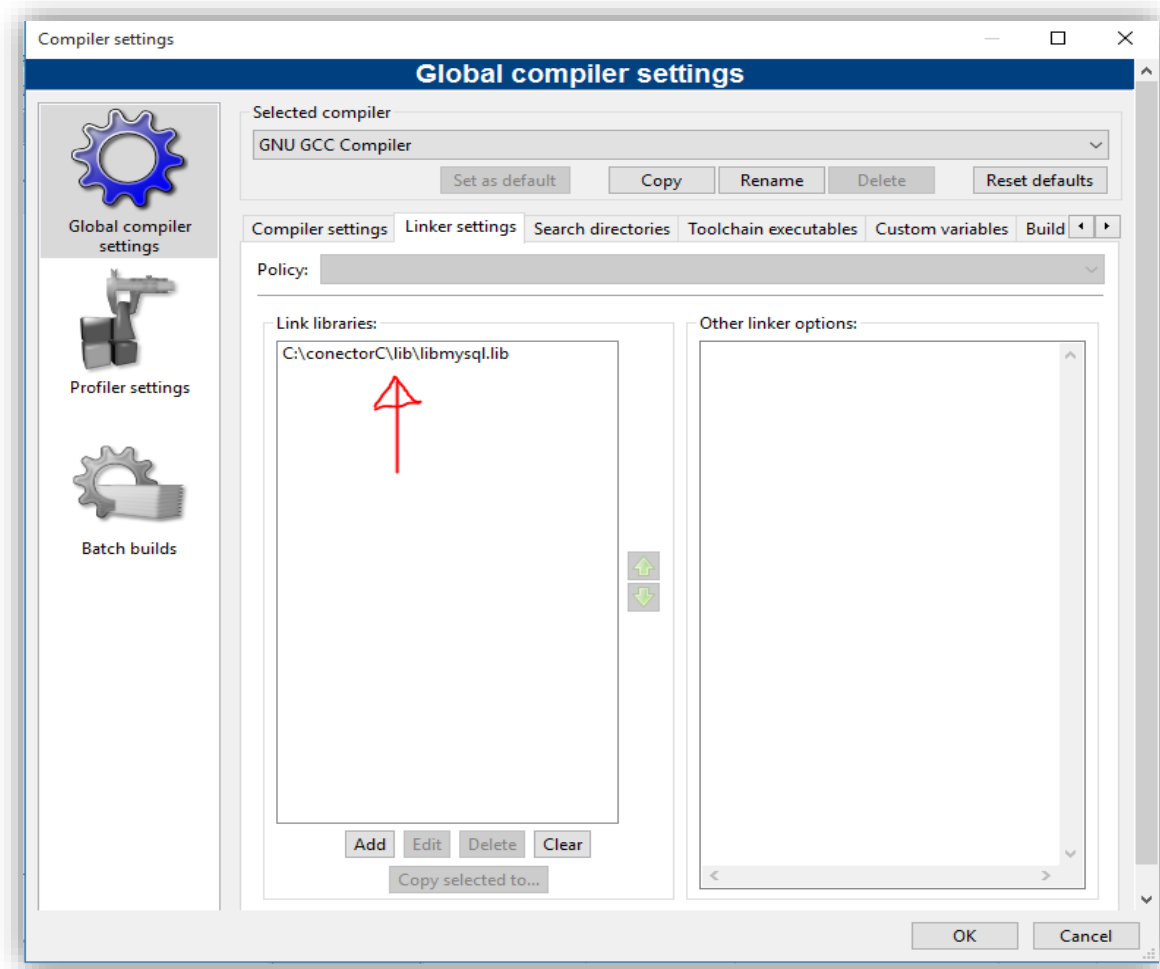 Compiler settings
Global compiler settings
Global compiler
settings
Profiler settings
Batch builds
Selected compiler
GNU GCC Compiler
Set as default
Copy
Rename
Delete
Reset defaults
Compiler settings
Linker settings
Search directories
Toolchain executables
Custom variables
Build
Policy:
Link libraries:
C:\conectorC\lib\libmysql.lib
Add
Edit
Delete
Clear
Copy selected to...
Other linker options:
OK
Cancel